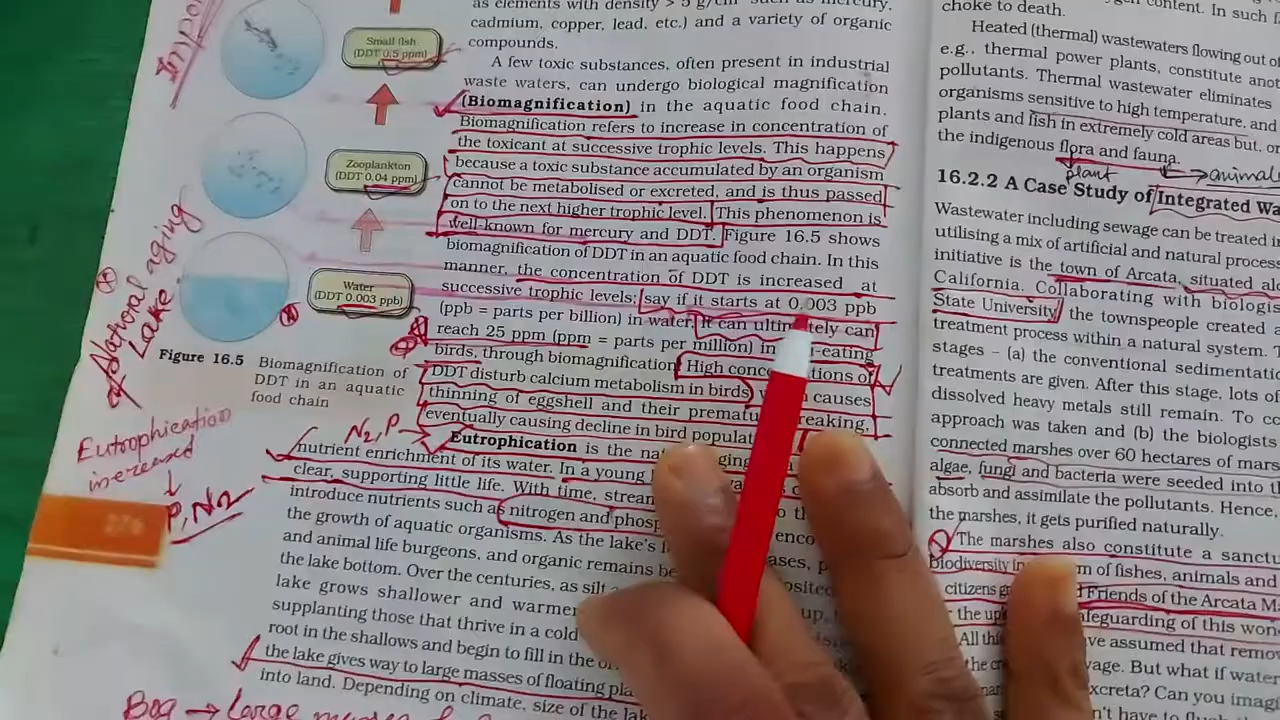 Impor
Small fish
(DDT 0.5 ppm)
Zooplankton
(DDT 0.04 ppm)
Water
(DDT 0.003 ppb)
Natural aging
of Lake
Figure 16.5 Biomagnification of
DDT in an aquatic
food chain
Eutrophication
increased
P, N2
276
as elements with density > 5 g/cm such as mercury,
cadmium, copper, lead, etc.) and a variety of organic
compounds.
A few toxic substances, often present in industrial
waste waters, can undergo biological magnification
(Biomagnification) in the aquatic food chain.
Biomagnification refers to increase in concentration of
the toxicant at successive trophic levels. This happens
because a toxic substance accumulated by an organism
cannot be metabolised or excreted, and is thus passed
on to the next higher trophic level. This phenomenon is
well-known for mercury and DDT. Figure 16.5 shows
biomagnification of DDT in an aquatic food chain. In this
manner, the concentration of DDT is increased at
successive trophic levels; say if it starts at 0.003 ppb
(ppb = parts per billion) in water, it can ultimately can
reach 25 ppm (ppm = parts per million) in -eating
birds, through biomagnification. High concentrations of
DDT disturb calcium metabolism in birds, causes
thinning of eggshell and their premature breaking,
eventually causing decline in bird populat
N2, P
Eutrophication is the na aging
nutrient enrichment of its water. In a young
clear, supporting little life. With time, stream
introduce nutrients such as nitrogen and phosp
the growth of aquatic organisms. As the lake's
and animal life burgeons, and organic remains be
the lake bottom. Over the centuries, as silt
lake grows shallower and warmer
supplanting those that thrive in a cold
root in the shallows and begin to fill in the
the lake gives way to large masses of floating pla
into land. Depending on climate, size of the lak
Bog → Large
choke to death.
Heated (thermal) wastewaters flowing out o
e.g., thermal power plants, constitute anot
pollutants. Thermal wastewater eliminates
organisms sensitive to high temperature, and
plants and fish in extremely cold areas but, on
the indigenous flora and fauna.
plant animal
16.2.2 A Case Study of Integrated Wa
Wastewater including sewage can be treated i
utilising a mix of artificial and natural process
initiative is the town of Arcata, situated alo
California. Collaborating with biologis
State University, the townspeople created
treatment process within a natural system. T
stages – (a) the conventional sedimentati
treatments are given. After this stage, lots of
dissolved heavy metals still remain. To co
approach was taken and (b) the biologists
connected marshes over 60 hectares of mars
algae, fungi and bacteria were seeded into t
absorb and assimilate the pollutants. Hence,
the marshes, it gets purified naturally.
The marshes also constitute a sanctu
biodiversity in m of fishes, animals and
citizens g Friends of the Arcata M
the up afeguarding of this won
All thi ve assumed that remov
the cr wage. But what if water
xcreta? Can you imag
n't have to